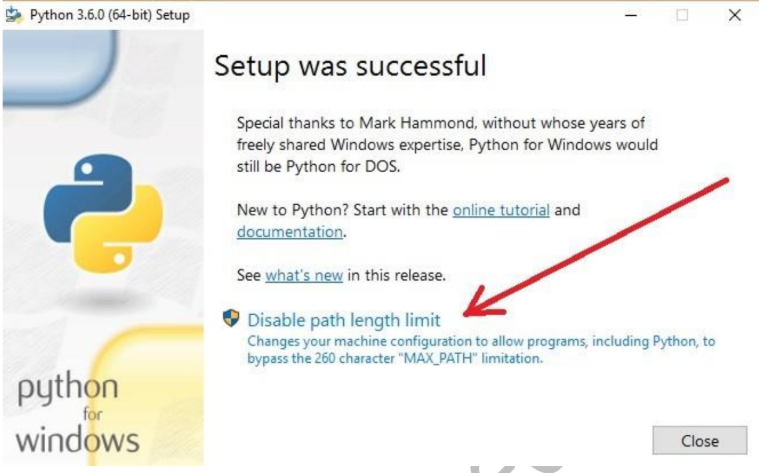 Python 3.6.0 (64-bit) Setup
Setup was successful
Special thanks to Mark Hammond, without whose years of
freely shared Windows expertise, Python for Windows would
still be Python for DOS.
New to Python? Start with the online tutorial and
documentation.
See what's new in this release.
Disable path length limit
Changes your machine configuration to allow programs, including Python, to
bypass the 260 character "MAX_PATH" limitation.
python
for
windows
Close